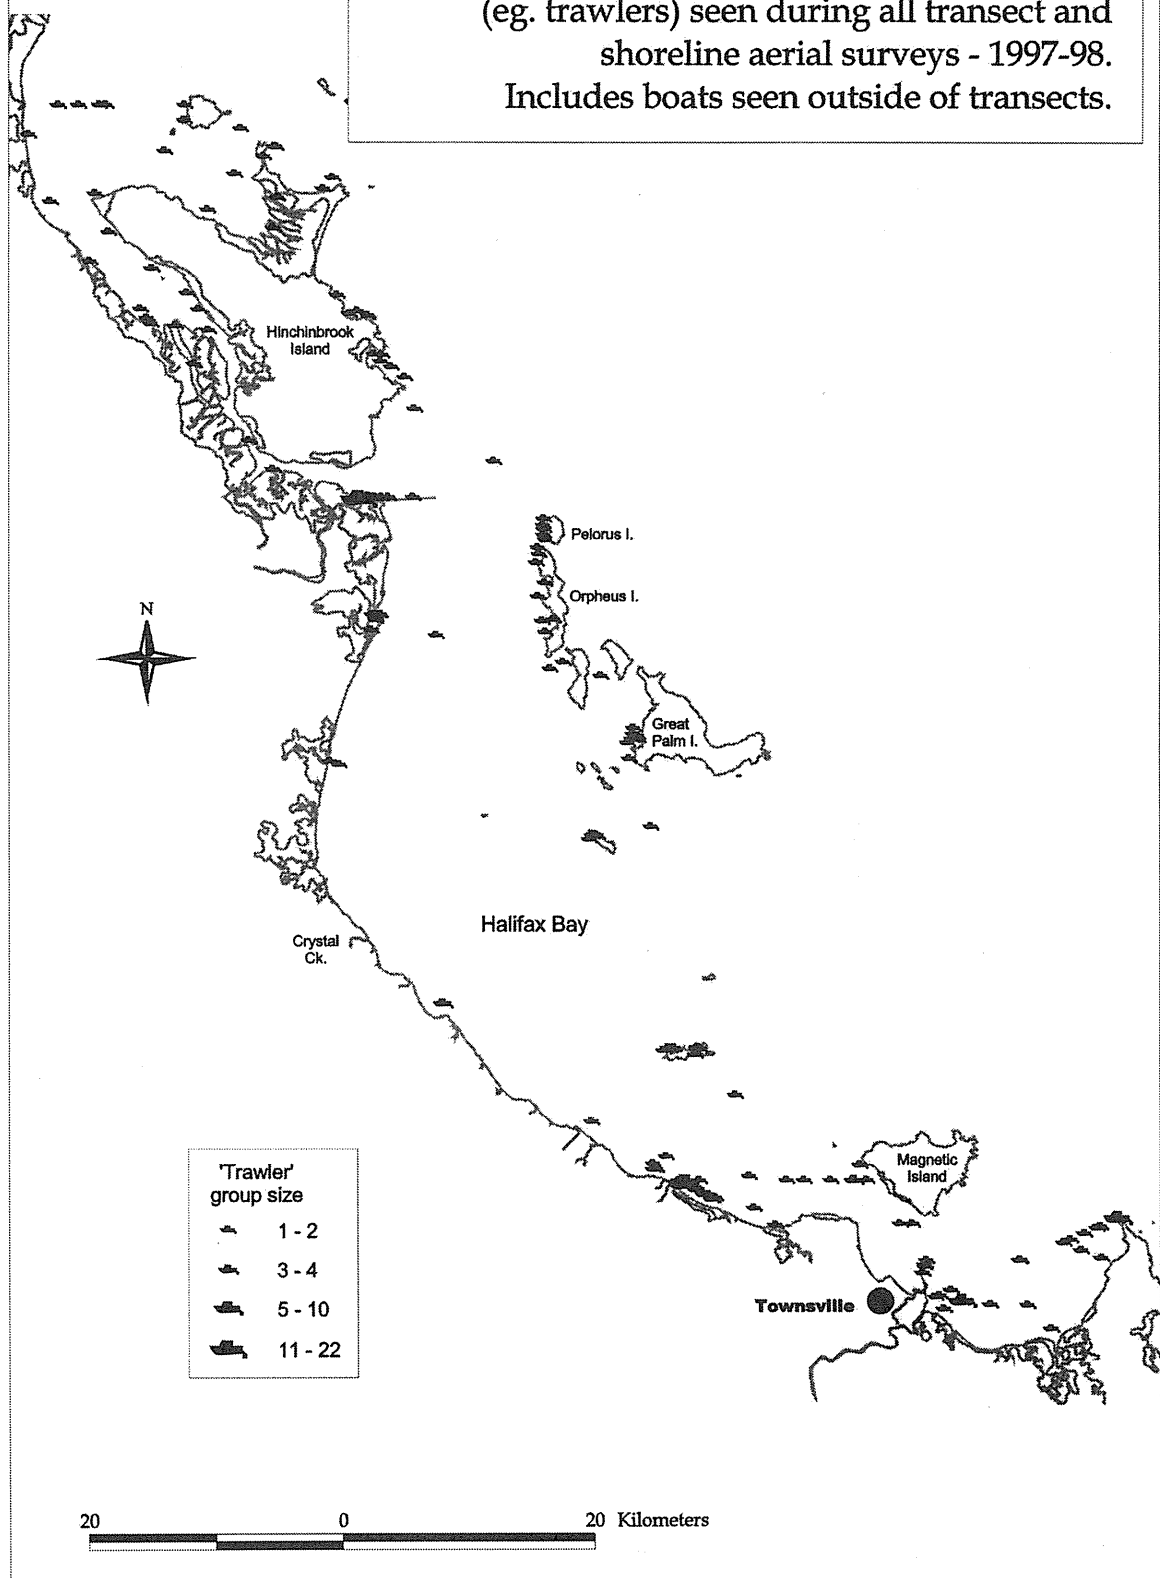 (eg. trawlers) seen during all transect and
shoreline aerial surveys - 1997-98.
Includes boats seen outside of transects.
Hinchinbrook
Island
Pelorus I.
Orpheus I.
N
Great
Palm I.
Halifax Bay
Crystal
Ck.
Magnetic
Island
'Trawler'
group size
1 - 2
3 - 4
5 - 10
11 - 22
Townsville
20 0 20 Kilometers